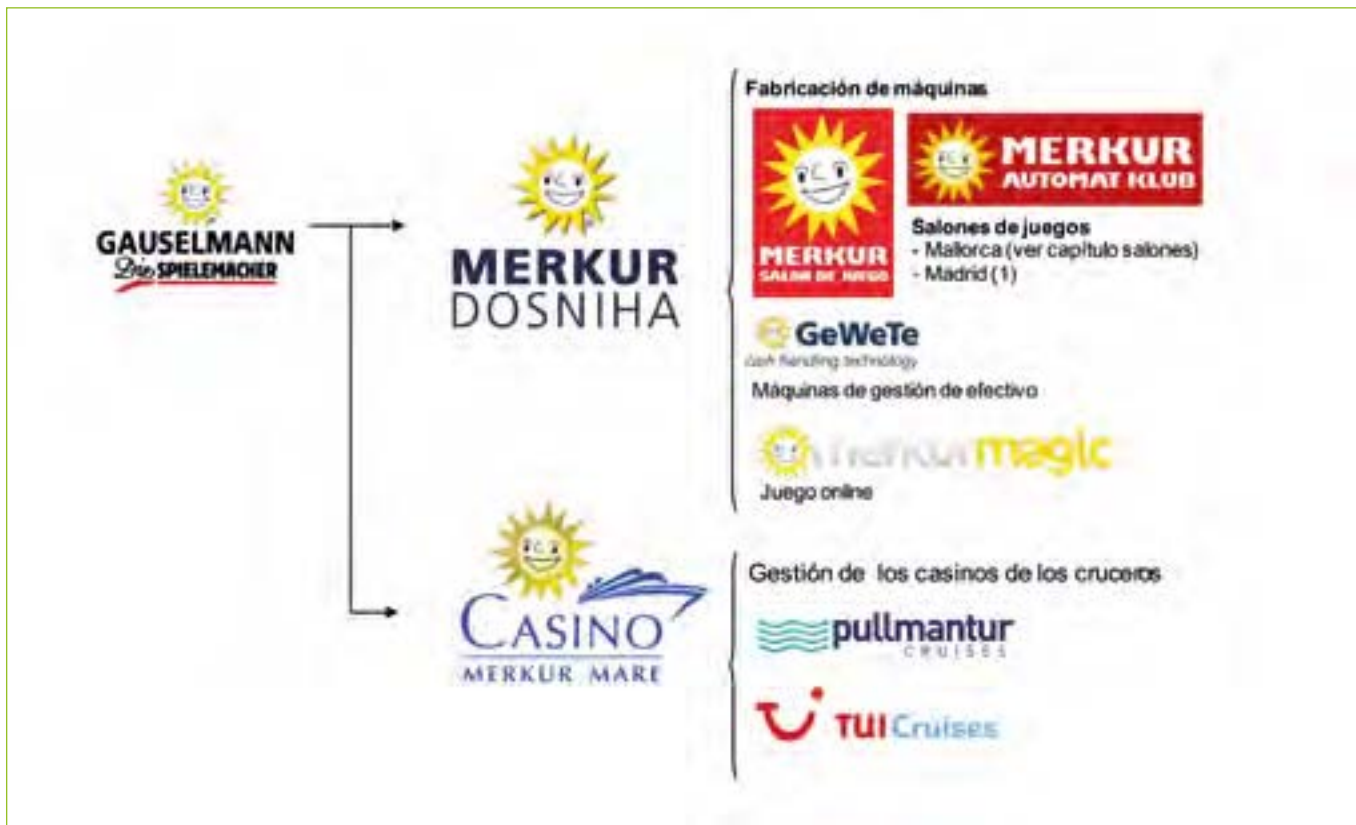 GAUSELMANN
Die SPIELEMACHER
MERKUR
DOSNIHA
Fabricación de máquinas
MERKUR
SALON DE JUEGO
MERKUR
AUTOMAT KLUB
Salones de juegos
- Mallorca (ver capítulo salones)
- Madrid (1)
GeWeTe
cash handling technology
Máquinas de gestión de efectivo
merkurmagic
Juego online
CASINO
MERKUR MARE
Gestión de los casinos de los cruceros
pullmantur
CRUISES
TUI Cruises